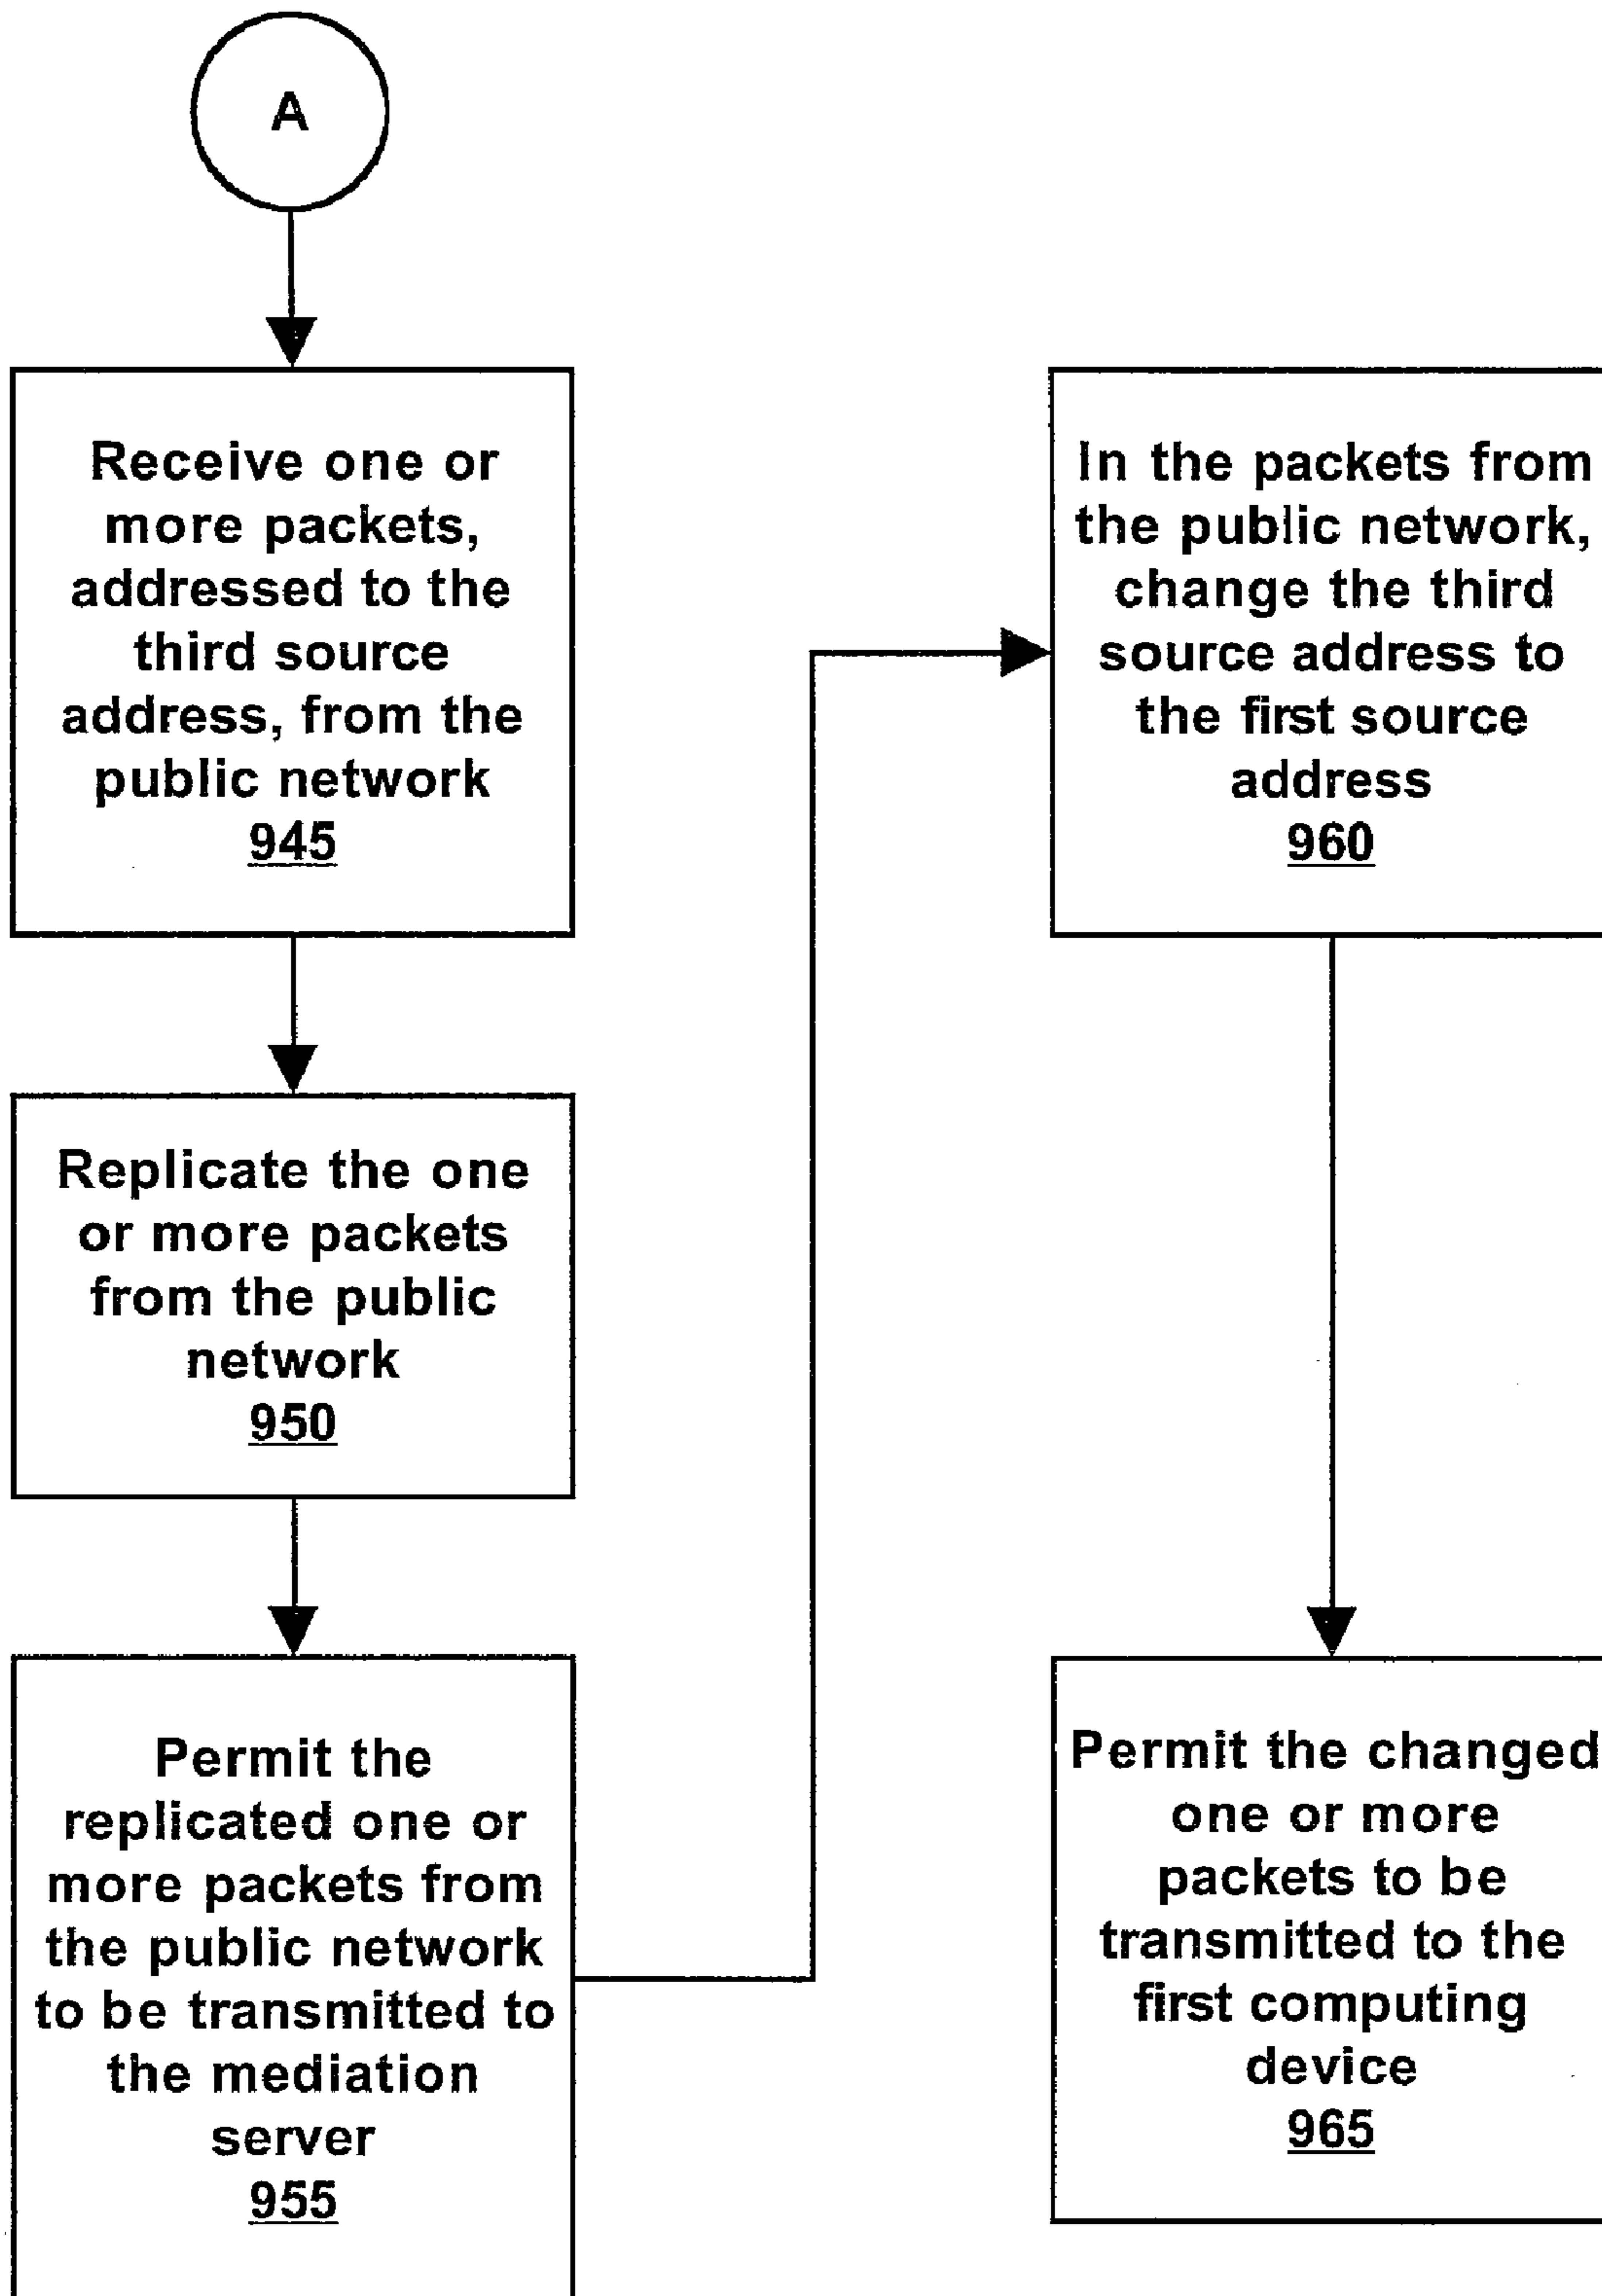 A
Receive one or
more packets,
addressed to the
third source
address, from the
public network
945
Replicate the one
or more packets
from the public
network
950
Permit the
replicated one or
more packets from
the public network
to be transmitted to
the mediation
server
955
In the packets from
the public network,
change the third
source address to
the first source
address
960
Permit the changed
one or more
packets to be
transmitted to the
first computing
device
965